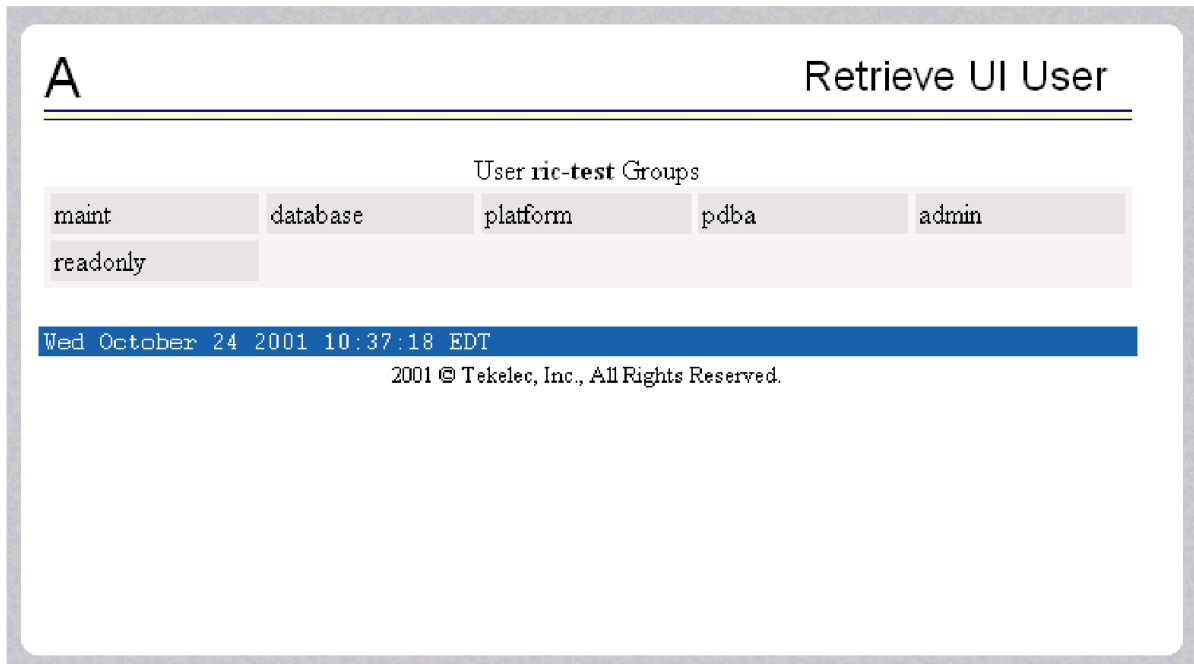 A Retrieve UI User
User ric-test Groups
maint database platform pdba admin
readonly
Wed October 24 2001 10:37:18 EDT
2001 © Tekelec, Inc., All Rights Reserved.